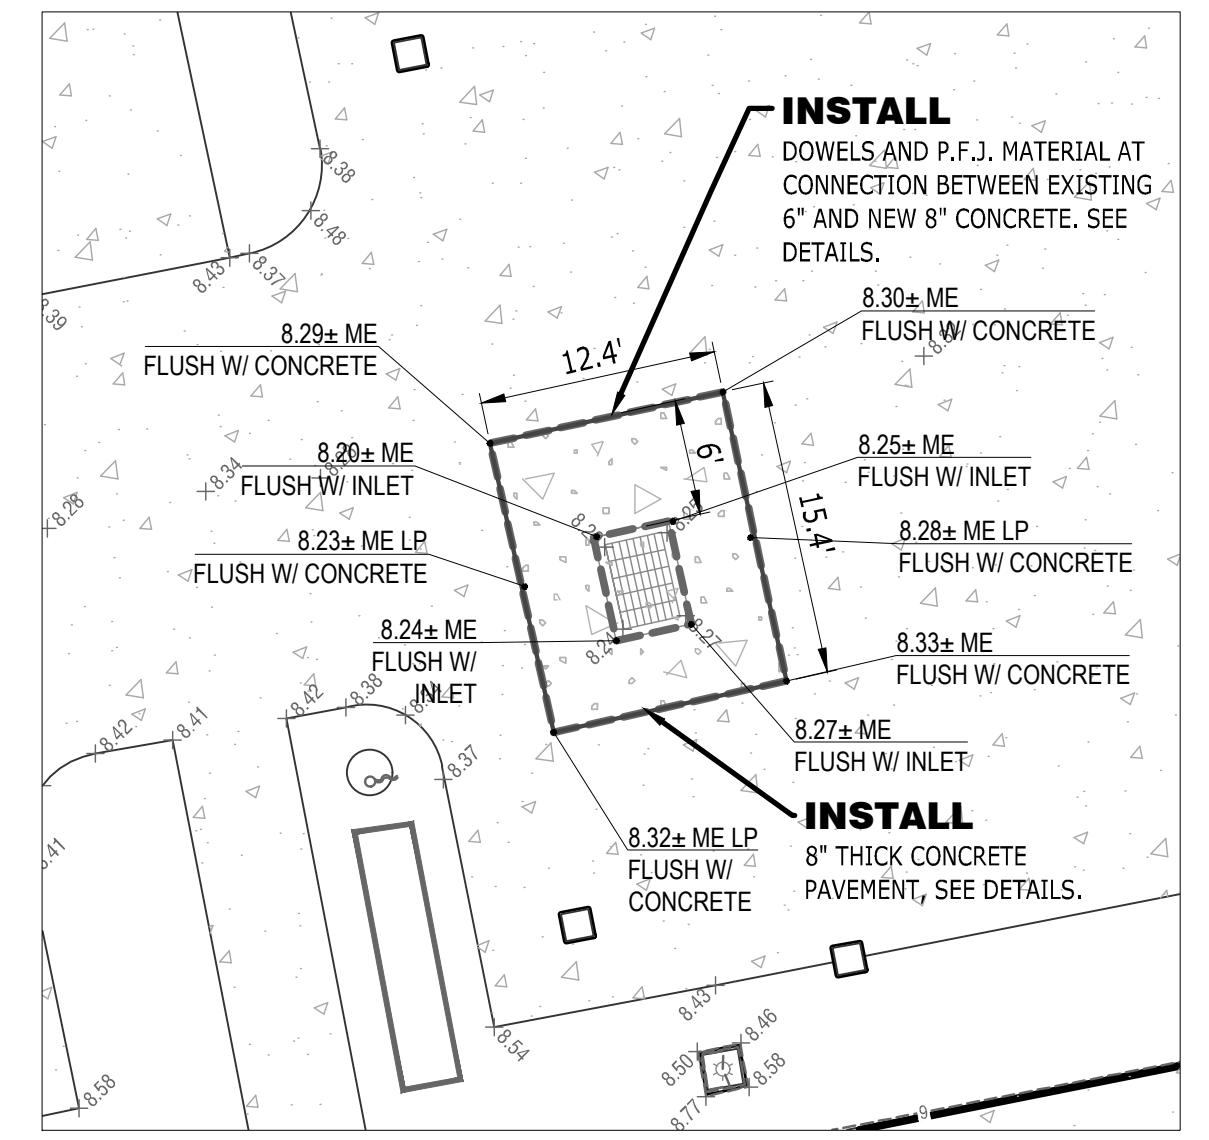 INSTALL
DOWELS AND P.F.J. MATERIAL AT
CONNECTION BETWEEN EXISTING
6" AND NEW 8" CONCRETE. SEE
DETAILS.
8.38
8.48
8.43
8.37
8.30± ME
FLUSH W/ CONCRETE
8.29± ME
FLUSH W/ CONCRETE
12.4'
6'
15.4'
8.20± ME
FLUSH W/ INLET
8.34
8.28
8.25± ME
FLUSH W/ INLET
8.25
8.23± ME LP
FLUSH W/ CONCRETE
8.28± ME LP
FLUSH W/ CONCRETE
8.24± ME
FLUSH W/
INLET
8.24
8.27
8.33± ME
FLUSH W/ CONCRETE
8.42
8.38
8.42
8.41
8.37
8.27± ME
FLUSH W/ INLET
INSTALL
8" THICK CONCRETE
PAVEMENT, SEE DETAILS.
8.32± ME LP
FLUSH W/
CONCRETE
8.43
8.54
8.46
8.50
8.58
8.77
8.58
9